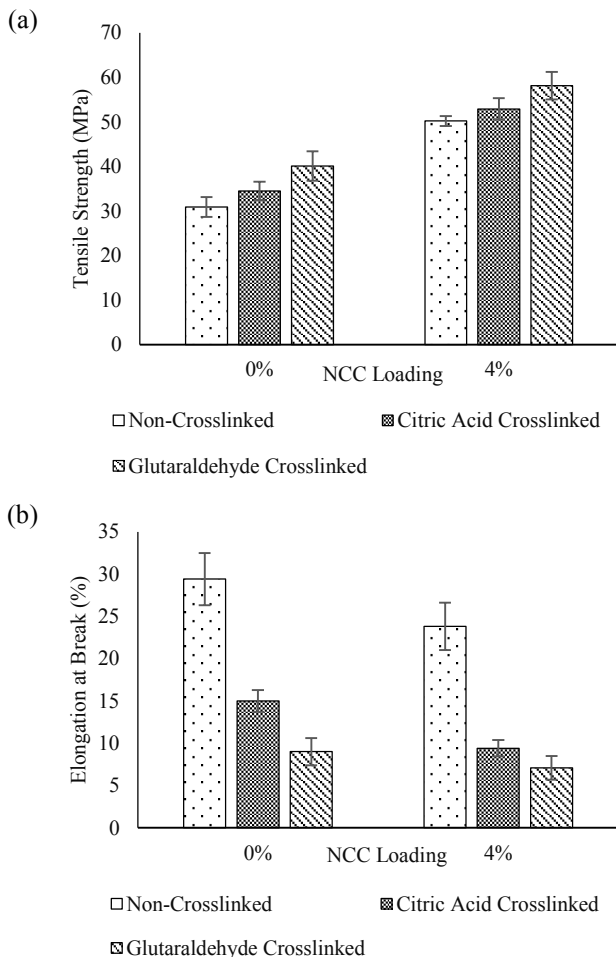 (a)
Tensile Strength (MPa)
70
60
50
40
30
20
10
0
0%
NCC Loading
4%
Non-Crosslinked
Citric Acid Crosslinked
Glutaraldehyde Crosslinked
(b)
Elongation at Break (%)
35
30
25
20
15
10
5
0
0%
NCC Loading
4%
Non-Crosslinked
Citric Acid Crosslinked
Glutaraldehyde Crosslinked